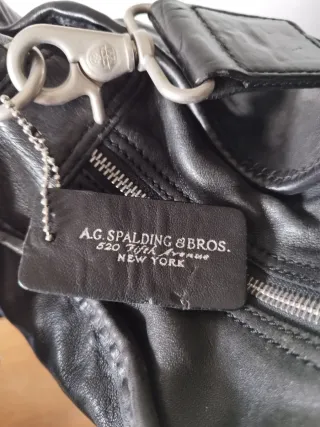 A.G. SPALDING & BROS.
520 Fifth Avenue
NEW YORK